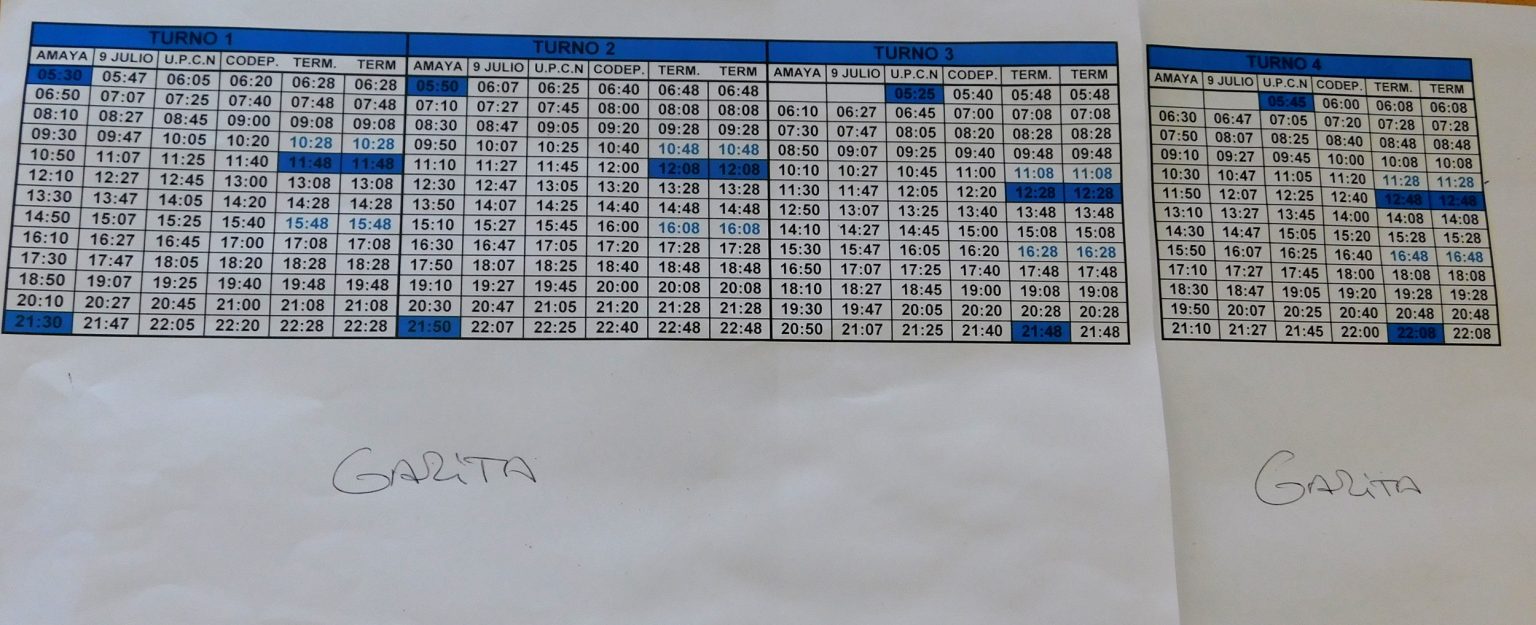 TURNO 1 TURNO 2 TURNO 3 TURNO 4
AMAYA 9 JULIO U.P.C.N CODEP. TERM. TERM AMAYA 9 JULIO U.P.C.N CODEP. TERM. TERM AMAYA 9 JULIO U.P.C.N CODEP. TERM. TERM AMAYA 9 JULIO U.P.C.N CODEP. TERM. TERM
05:30 05:47 06:05 06:20 06:28 06:28 05:50 06:07 06:25 06:40 06:48 06:48 05:25 05:40 05:48 05:48 05:45 06:00 06:08 06:08
06:50 07:07 07:25 07:40 07:48 07:48 07:10 07:27 07:45 08:00 08:08 08:08 06:10 06:27 06:45 07:00 07:08 07:08 06:30 06:47 07:05 07:20 07:28 07:28
08:10 08:27 08:45 09:00 09:08 09:08 08:30 08:47 09:05 09:20 09:28 09:28 07:30 07:47 08:05 08:20 08:28 08:28 07:50 08:07 08:25 08:40 08:48 08:48
09:30 09:47 10:05 10:20 10:28 10:28 09:50 10:07 10:25 10:40 10:48 10:48 08:50 09:07 09:25 09:40 09:48 09:48 09:10 09:27 09:45 10:00 10:08 10:08
10:50 11:07 11:25 11:40 11:48 11:48 11:10 11:27 11:45 12:00 12:08 12:08 10:10 10:27 10:45 11:00 11:08 11:08 10:30 10:47 11:05 11:20 11:28 11:28
12:10 12:27 12:45 13:00 13:08 13:08 12:30 12:47 13:05 13:20 13:28 13:28 11:30 11:47 12:05 12:20 12:28 12:28 11:50 12:07 12:25 12:40 12:48 12:48
13:30 13:47 14:05 14:20 14:28 14:28 13:50 14:07 14:25 14:40 14:48 14:48 12:50 13:07 13:25 13:40 13:48 13:48 13:10 13:27 13:45 14:00 14:08 14:08
14:50 15:07 15:25 15:40 15:48 15:48 15:10 15:27 15:45 16:00 16:08 16:08 14:10 14:27 14:45 15:00 15:08 15:08 14:30 14:47 15:05 15:20 15:28 15:28
16:10 16:27 16:45 17:00 17:08 17:08 16:30 16:47 17:05 17:20 17:28 17:28 15:30 15:47 16:05 16:20 16:28 16:28 15:50 16:07 16:25 16:40 16:48 16:48
17:30 17:47 18:05 18:20 18:28 18:28 17:50 18:07 18:25 18:40 18:48 18:48 16:50 17:07 17:25 17:40 17:48 17:48 17:10 17:27 17:45 18:00 18:08 18:08
18:50 19:07 19:25 19:40 19:48 19:48 19:10 19:27 19:45 20:00 20:08 20:08 18:10 18:27 18:45 19:00 19:08 19:08 18:30 18:47 19:05 19:20 19:28 19:28
20:10 20:27 20:45 21:00 21:08 21:08 20:30 20:47 21:05 21:20 21:28 21:28 19:30 19:47 20:05 20:20 20:28 20:28 19:50 20:07 20:25 20:40 20:48 20:48
21:30 21:47 22:05 22:20 22:28 22:28 21:50 22:07 22:25 22:40 22:48 22:48 20:50 21:07 21:25 21:40 21:48 21:48 21:10 21:27 21:45 22:00 22:08 22:08
GARITA GARITA